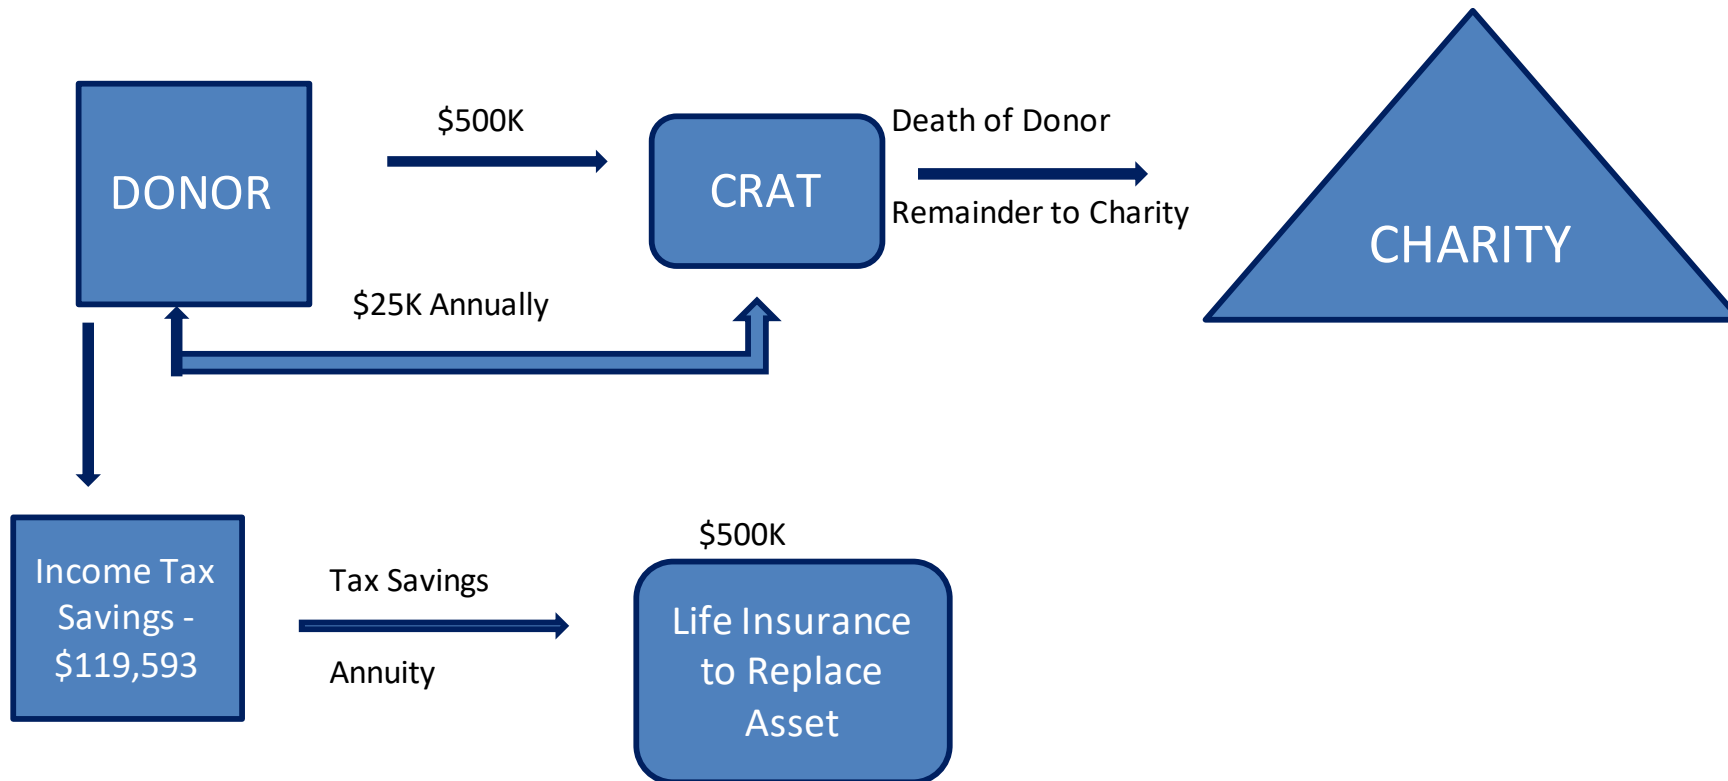 DONOR
$500K
CRAT
Death of Donor
Remainder to Charity
CHARITY
$25K Annually
Income Tax
Savings -
$119,593
Tax Savings
Annuity
$500K
Life Insurance
to Replace
Asset